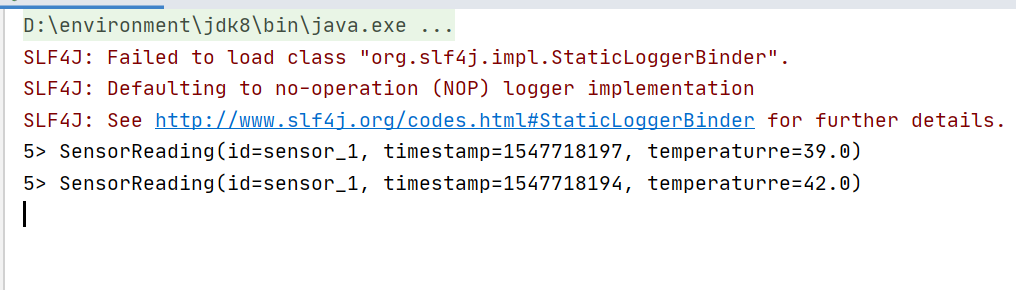 D:\environment\jdk8\bin\java.exe ...
SLF4J: Failed to load class "org.slf4j.impl.StaticLoggerBinder".
SLF4J: Defaulting to no-operation (NOP) logger implementation
SLF4J: See http://www.slf4j.org/codes.html#StaticLoggerBinder for further details.
5> SensorReading(id=sensor_1, timestamp=1547718197, temperaturre=39.0)
5> SensorReading(id=sensor_1, timestamp=1547718194, temperaturre=42.0)